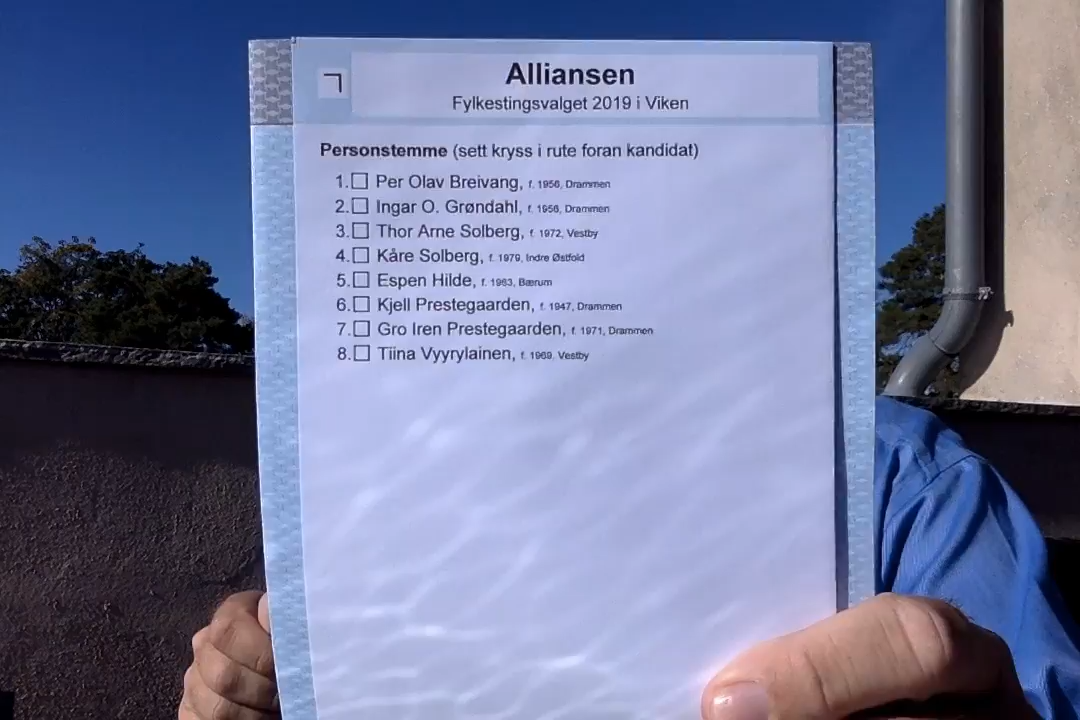 Alliansen
Fylkestingsvalget 2019 i Viken
Personstemme (sett kryss i rute foran kandidat)
1. Per Olav Breivang, f. 1956, Drammen
2. Ingar O. Grøndahl, f. 1956, Drammen
3. Thor Arne Solberg, f. 1972, Vestby
4. Kåre Solberg, f. 1979, Indre Østfold
5. Espen Hilde, f. 1963, Bærum
6. Kjell Prestegaarden, f. 1947, Drammen
7. Gro Iren Prestegaarden, f. 1971, Drammen
8. Tiina Vyyrylainen, f. 1969, Vestby